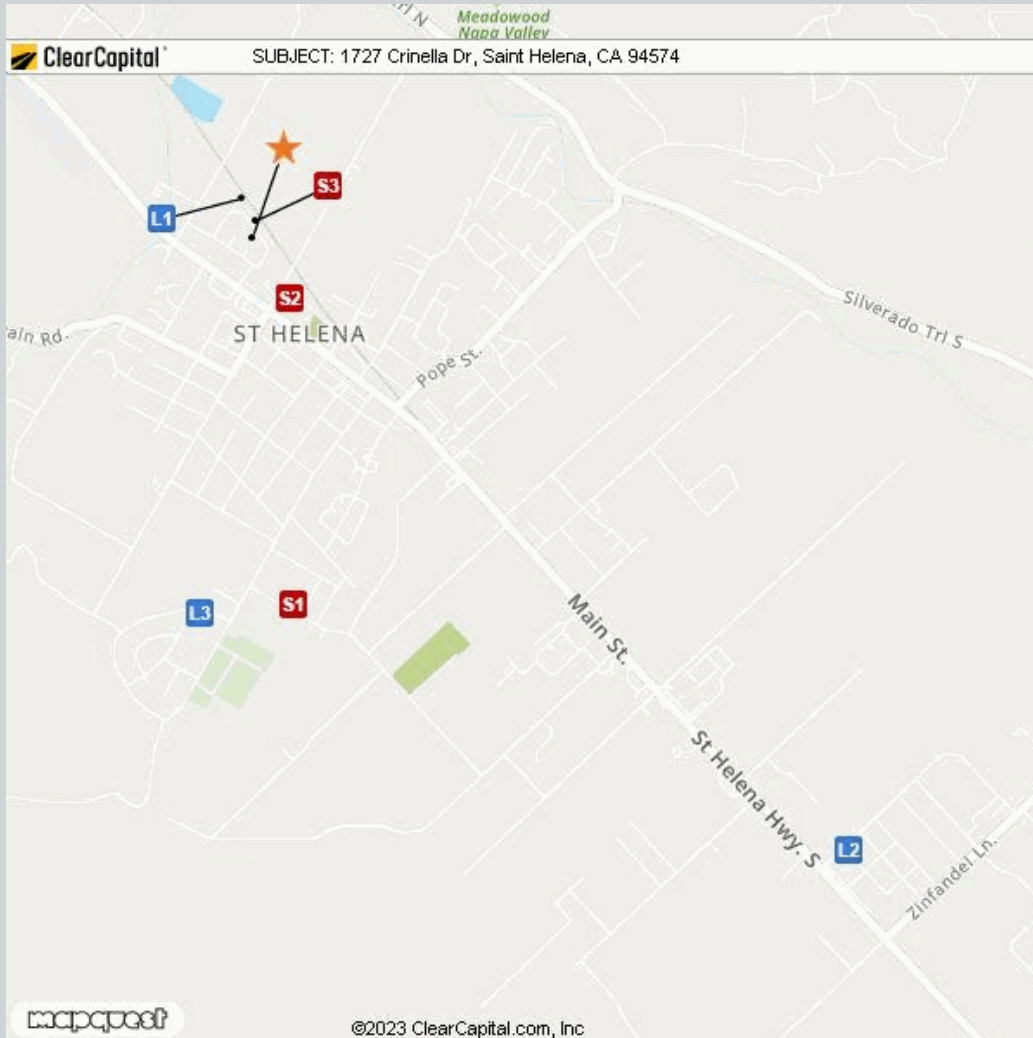 Meadowood
Napa Valley
ClearCapital
SUBJECT: 1727 Crinella Dr, Saint Helena, CA 94574
S3
L1
S2
ST HELENA
ain Rd.
Pope St.
Silverado Trl S
L3
S1
Main St.
St Helena Hwy. S
L2
Zinfandel Ln.
mapquest
©2023 ClearCapital.com, Inc